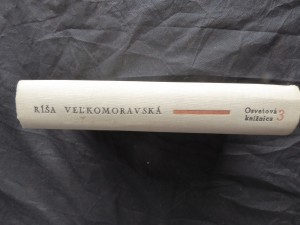 RÍŠA VEĽKOMORAVSKÁ
Osvetová
knižnica 3